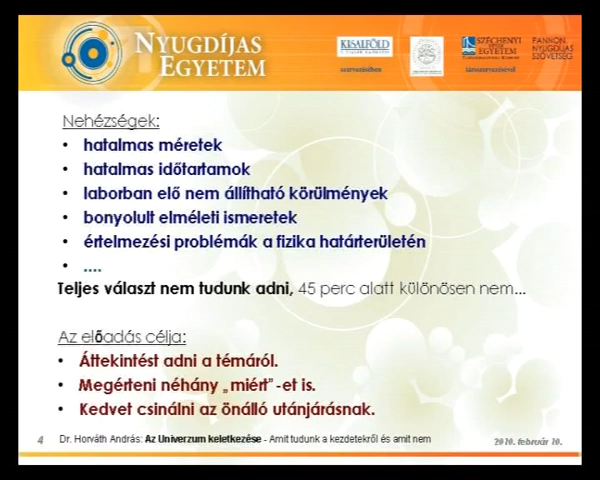 NYUGDÍJAS
EGYETEM
KISALFÖLD
szervezésében
SZÉCHENYI
EGYETEM
társszervezésével
PANNON
NYUGDÍJAS
SZÖVETSÉG
Nehézségek:
• hatalmas méretek
• hatalmas időtartamok
• laborban elő nem állítható körülmények
• bonyolult elméleti ismeretek
• értelmezési problémák a fizika határterületén
• ....
Teljes választ nem tudunk adni, 45 perc alatt különösen nem...
Az előadás célja:
• Áttekintést adni a témáról.
• Megérteni néhány „miért”-et is.
• Kedvet csinálni az önálló utánjárásnak.
4 Dr. Horváth András: Az Univerzum keletkezése - Amit tudunk a kezdetekről és amit nem 2010. február 10.